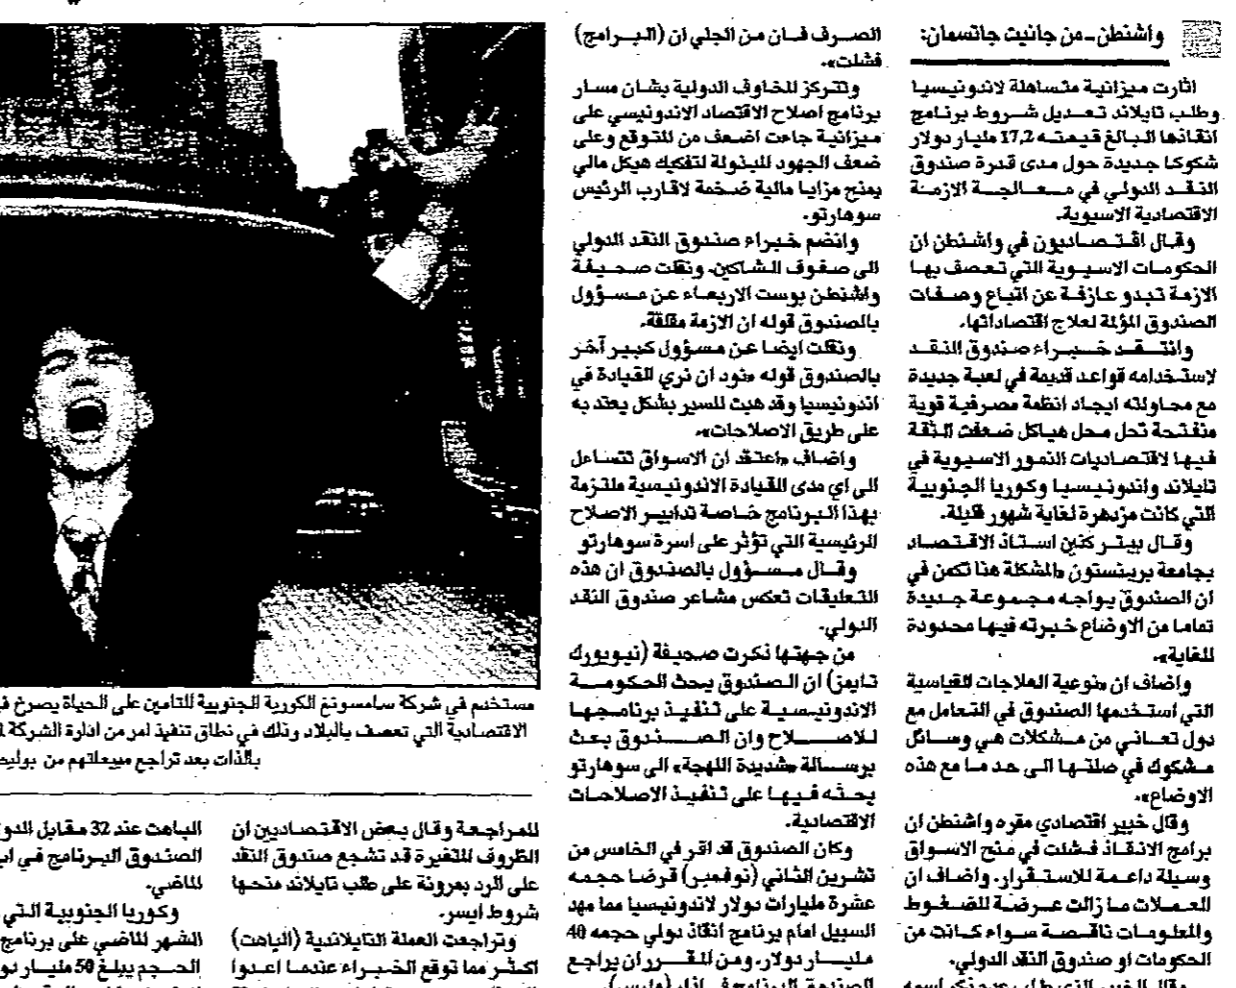 واشنطن - من جانيت جاتسمان:
اثارت ميزانية متساهلة لاندونيسيا
وطلب تايلاند تعديل شروط برنامج
انقاذها البالغ قيمته 17,2 مليار دولار
شكوكا جديدة حول مدى قدرة صندوق
النقد الدولي في معالجة الازمة
الاقتصادية الاسيوية.
وقال اقتصاديون في واشنطن ان
الحكومات الاسيوية التي تعصف بها
الازمة تبدو عازفة عن اتباع وصفات
الصندوق المؤلة لعلاج اقتصاداتها.
وانتقد خبراء صندوق النقد
لاستخدامه قواعد قديمة في لعبة جديدة
مع محاولته ايجاد انظمة مصرفية قوية
منفتحة تحل محل هياكل ضعفت الثقة
فيها لاقتصاديات النمور الاسيوية في
تايلاند واندونيسيا وكوريا الجنوبية
التي كانت مزدهرة لغاية شهور قليلة.
وقال بيتر كنين استاذ الاقتصاد
بجامعة برينستون «المشكلة هنا تكمن في
ان الصندوق يواجه مجموعة جديدة
تماما من الاوضاع خبرته فيها محدودة
للغاية».
واضاف ان «نوعية العلاجات القياسية
التي استخدمها الصندوق في التعامل مع
دول تعاني من مشكلات هي وسائل
مشكوك في صلتها الى حد ما مع هذه
الاوضاع».
وقال خبير اقتصادي مقره واشنطن ان
برامج الانقاذ فشلت في منح الاسواق
وسيلة داعمة للاستقرار. واضاف ان
العملات ما زالت عرضة للضغوط
والمعلومات ناقصة سواء كانت من
الحكومات او صندوق النقد الدولي.
الصرف فان من الجلي ان (البرامج)
فشلت».
وتتركز المخاوف الدولية بشان مسار
برنامج اصلاح الاقتصاد الاندونيسي على
ميزانية جاءت اضعف من المتوقع وعلى
ضعف الجهود المبذولة لتفكيك هيكل مالي
يمنح مزايا مالية ضخمة لاقارب الرئيس
سوهارتو.
وانضم خبراء صندوق النقد الدولي
الى صفوف الشاكين. ونقلت صحيفة
واشنطن بوست الاربعاء عن مسؤول
بالصندوق قوله ان الازمة مقلقة.
ونقلت ايضا عن مسؤول كبير آخر
بالصندوق قوله «نود ان نري القيادة في
اندونيسيا وقد هبت للسير بشكل يعتد به
على طريق الاصلاحات».
واضاف «اعتقد ان الاسواق تتساءل
الى اي مدى القيادة الاندونيسية ملتزمة
بهذا البرنامج خاصة تدابير الاصلاح
الرئيسية التي تؤثر على اسرة سوهارتو
وقال مسؤول بالصندوق ان هذه
التعليقات تعكس مشاعر صندوق النقد
الدولي.
من جهتها ذكرت صحيفة (نيويورك
تايمز) ان الصندوق يحث الحكومة
الاندونيسية على تنفيذ برنامجها
للاصلاح وان الصندوق بعث
برسالة «شديدة اللهجة» الى سوهارتو
يحثه فيها على تنفيذ الاصلاحات
الاقتصادية.
وكان الصندوق قد اقر في الخامس من
تشرين الثاني (نوفمبر) قرضا حجمه
عشرة مليارات دولار لاندونيسيا مما مهد
السبيل امام برنامج انقاذ دولي حجمه 40
مليار دولار. ومن المقرر ان يراجع
مستخدم في شركة سامسونغ الكورية الجنوبية للتامين على الحياة يصرخ
الاقتصادية التي تعصف بالبلاد وذلك في نطاق تنفيذ امر من ادارة الشركة
بالذات بعد تراجع مبيعاتهم من
للمراجعة وقال بعض الاقتصاديين ان
الظروف المتغيرة قد تشجع صندوق النقد
على الرد بمرونة على طلب تايلاند منحها
شروط ايسر.
وتراجعت العملة التايلاندية (الباهت)
اكثر مما توقع الخبراء عندما اعدوا
الباهت عند 32 مقابل
الصندوق البرنامج في
الماضي.
وكوريا الجنوبية التي
الشهر الماضي على برنامج
الحجم يبلغ 50 مليار